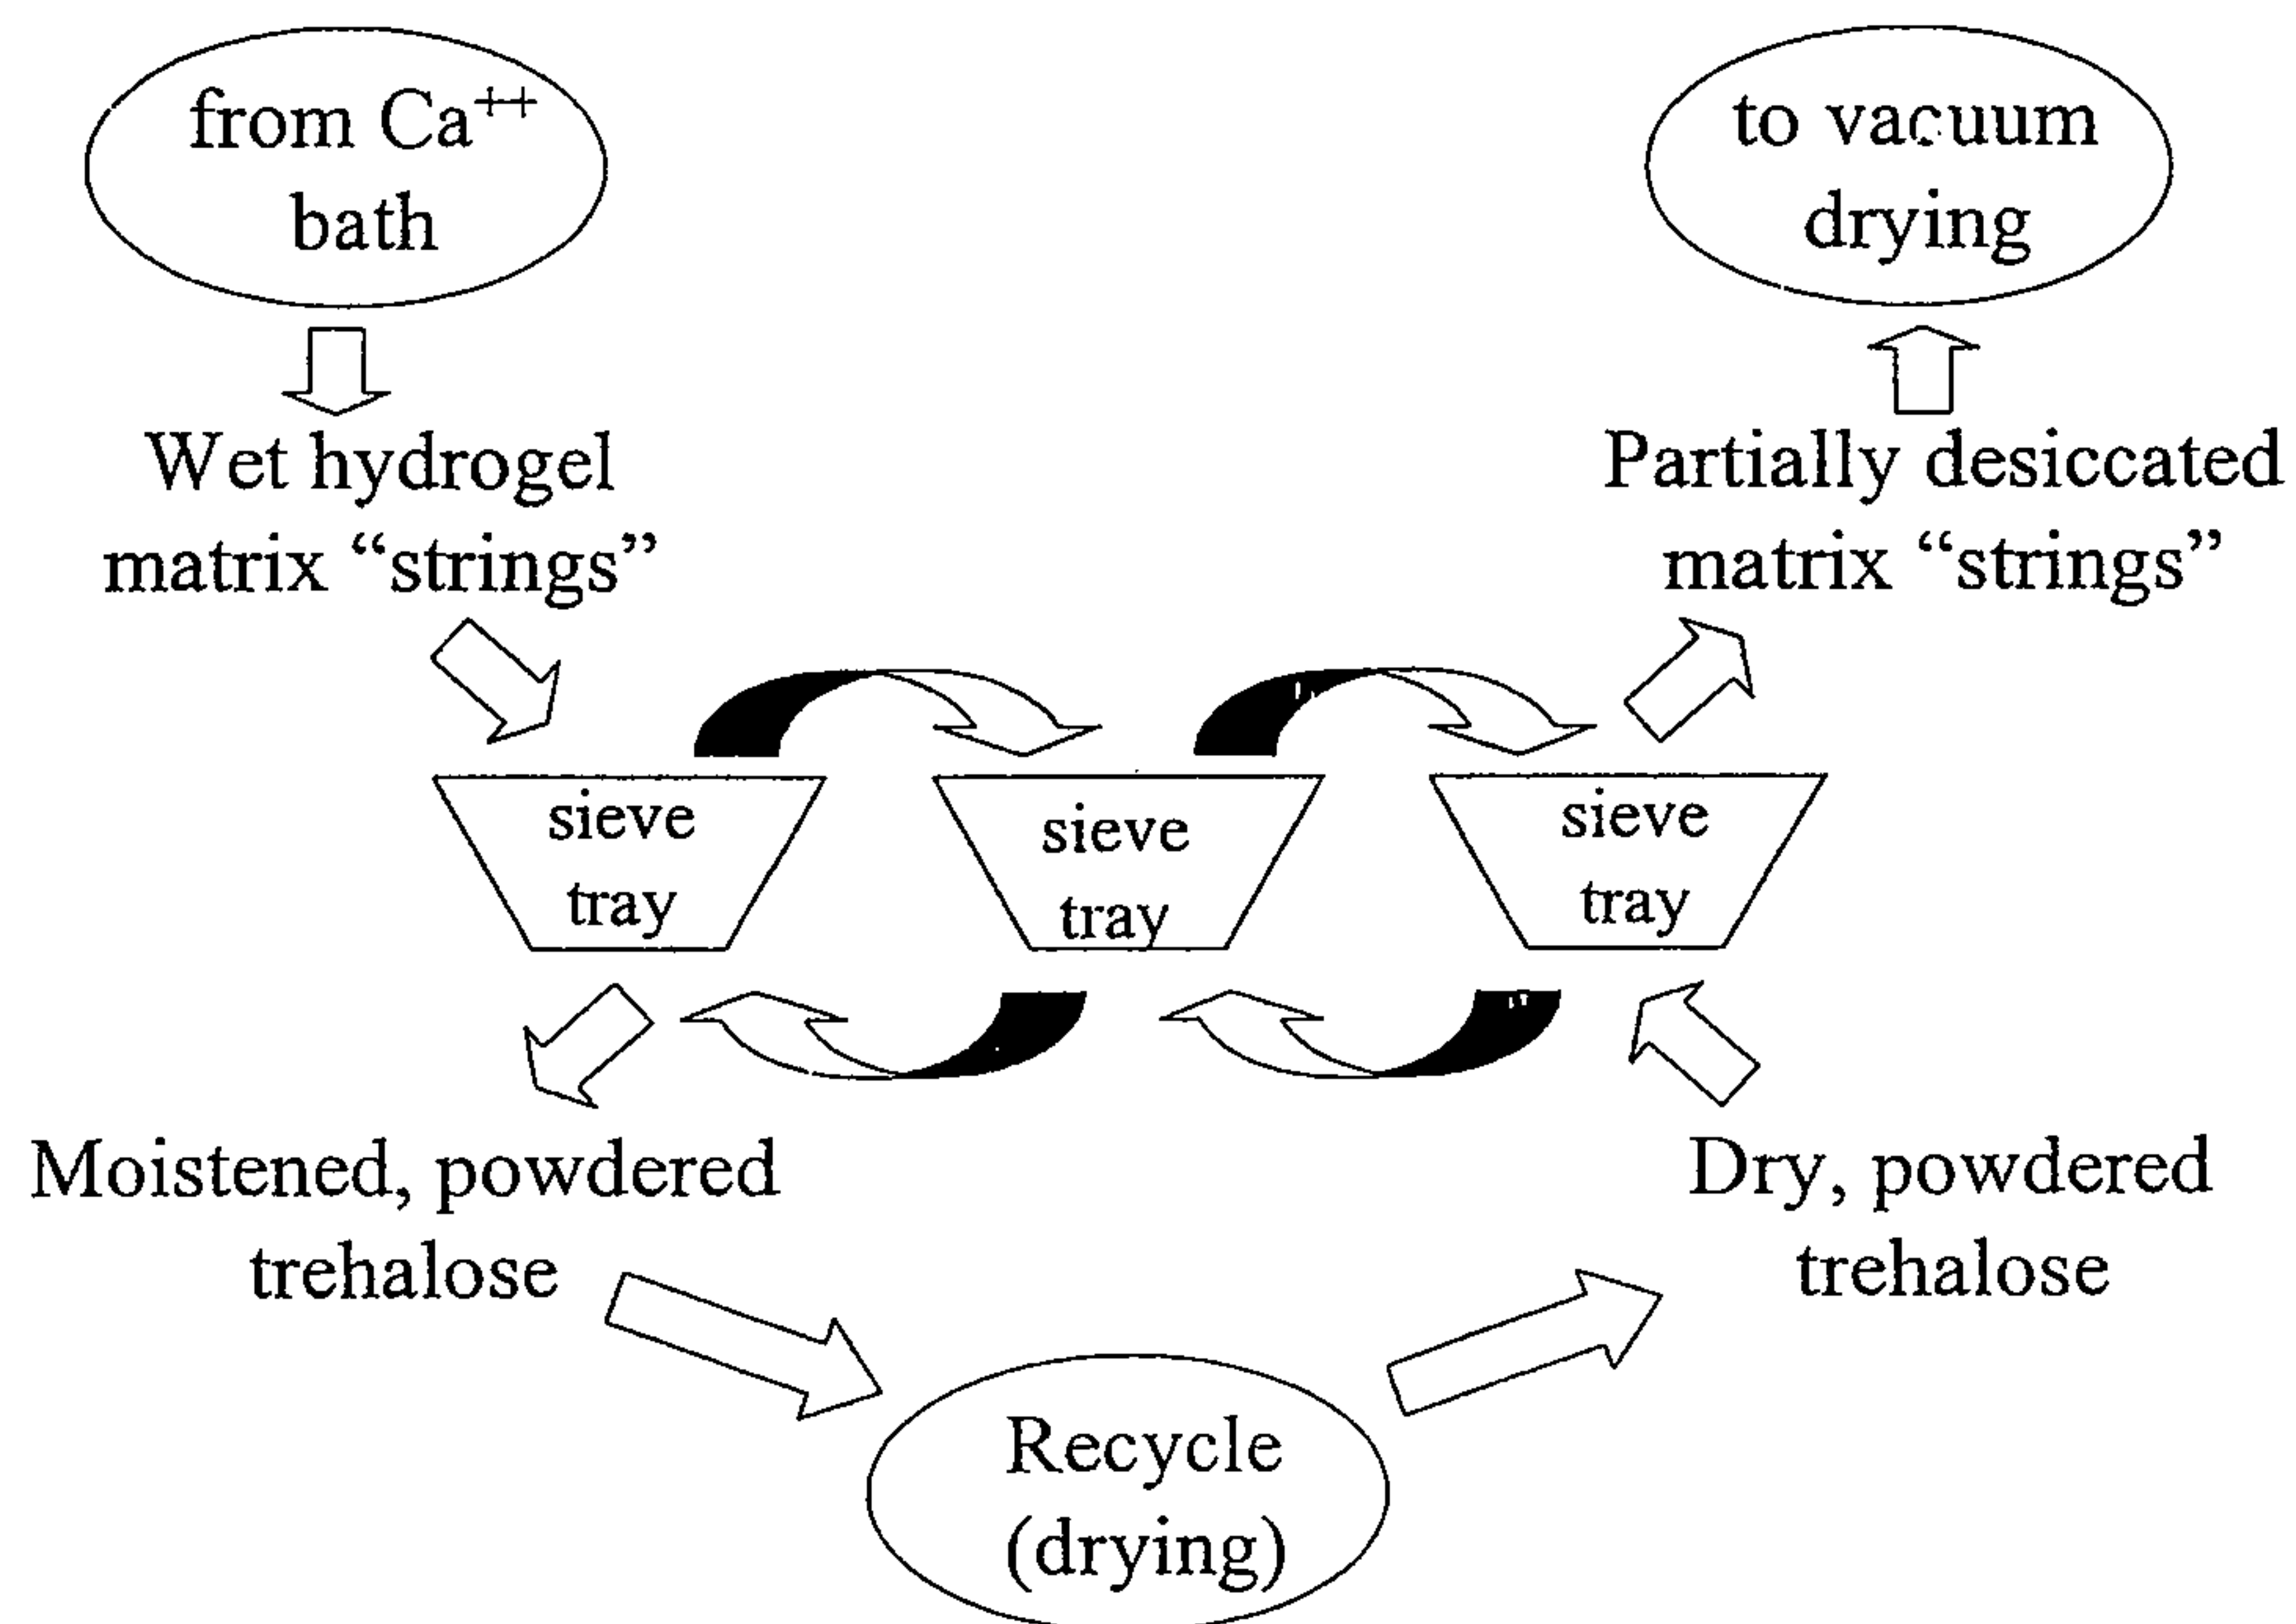 from Ca⁺⁺
bath
to vacuum
drying
Wet hydrogel
matrix “strings”
Partially desiccated
matrix “strings”
sieve
tray
sieve
tray
sieve
tray
Moistened, powdered
trehalose
Dry, powdered
trehalose
Recycle
(drying)